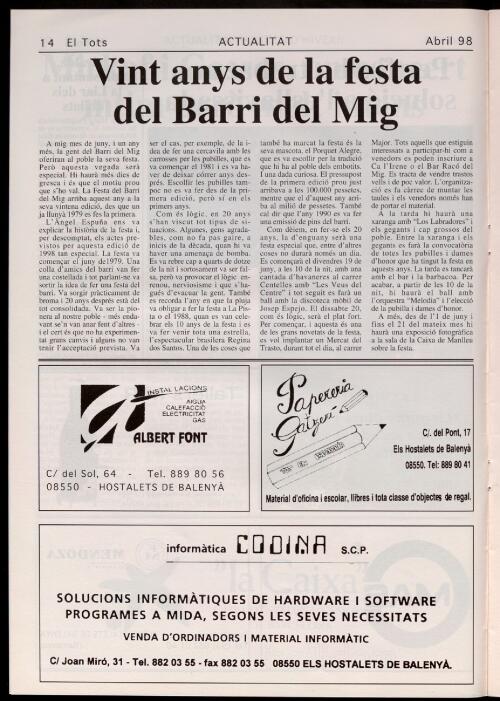 14 El Tots
ACTUALITAT
Abril 98
Vint anys de la festa
del Barri del Mig
A mig mes de juny, i un any
més, la gent del Barri del Mig
oferiran al poble la seva festa.
Però aquesta vegada serà
especial. Hi haurà més dies de
gresca i és que el motiu prou
que s'ho val. La Festa del Barri
del Mig arriba aquest any a la
seva vintena edició, des que un
ja llunyà 1979 es fes la primera.
L'Àngel España ens va
explicar la història de la festa i,
per descomptat, els actes pre-
vistos per aquesta edició de
1998 tan especial. La festa va
començar el juny de1979. Una
colla d'amics del barri van fer
una costellada i tot parlant-ne va
sortir la idea de fer una festa del
barri. Va sorgir pràcticament de
broma i 20 anys desprès està del
tot consolidada. Va ser la pio-
nera al nostre poble - més enda-
vant se'n van anar fent d'altres -
i el cert és que no ha experimen-
tat grans canvis i alguns no van
tenir l'acceptació prevista. Va
ser el cas, per exemple, de la i-
dea de fer una cercavila amb les
carrosses per les pubilles, que es
va començar el 1981 i es va ha-
ver de deixar córrer anys des-
prés. Escollir les pubilles tam-
poc no es va fer des de la pri-
mera edició, però sí en els
primers anys.
Com és lògic, en 20 anys
s'han viscut tot tipus de si-
tuacions. Algunes, gens agrada-
bles, com no fa pas gaire, a
inicis de la dècada, quan hi va
haver una amenaça de bomba.
Es va rebre cap a quarts de dotze
de la nit i sortosament va ser fal-
sa, però va provocar el lògic en-
renou, nerviosisme i que s'ha-
gués d'evacuar la gent. També
es recorda l'any en que la pluja
va obligar a fer la festa a La Pis-
ta o el 1988, quan es van cele-
brar els 10 anys de la festa i es
va fer venir tota una estrella,
l'espectacular brasilera Regina
dos Santos. Una de les coses que
també ha marcat la festa és la
seva mascota, el Porquet Alegre,
que es va escollir per la tradició
que hi ha al poble dels embotits.
I una dada curiosa. El pressupost
de la primera edició prou just
arribava a les 100.000 pessetes,
mentre que el d'aquest any arri-
ba al milió de pessetes. També
cal dir que l'any 1990 es va fer
una emissió de pins del barri.
Com dèiem, en fer-se els 20
anys, la d'enguany serà una
festa especial que, entre d'altres
coses no durarà només un dia.
Es començarà el divendres 19 de
juny, a les 10 de la nit, amb una
cantada d'havaneres al carrer
Centelles amb "Les Veus del
Centre" i tot sopat es farà un
ball amb la discoteca mòbil de
Josep Espejo. El dissabte 20,
com és lògic, serà el plat fort.
Per començar, i aquesta és una
de les grans novetats de la festa,
es vol implantar un Mercat del
Trasto, durant tot el dia, al carrer
Major. Tots aquells que estiguin
interessats a participar-hi com a
venedors es poden inscriure a
Ca l'Irene o el Bar Racó del
Mig. Es tracta de vendre trastos
vells i de poc valor. L'organitza-
ció es fa càrrec de muntar les
taules i els venedors només han
de portar el material.
A la tarda hi haurà una
xaranga amb "Los Labradores" i
els gegants i cap grossos del
poble. Entre la xaranga i els
gegants es farà la convocatòria
de totes les pubilles i dames
d'honor que ha tingut la festa en
aquests anys. La tarda es tancarà
amb el bar i la barbacoa. Per
acabar, a partir de les 10 de la
nit, hi haurà el ball amb
l'orquestra "Melodia" i l'elecció
de la pubilla i dames d'honor.
A més, des de l'1 de juny i
fins el 21 del mateix mes hi
haurà una exposició fotogràfica
a la sala de la Caixa de Manlleu
sobre la festa.
INSTAL·LACIONS
AIGUA
CALEFACCIÓ
ELECTRICITAT
GAS
ALBERT FONT
C/ del Sol, 64 - Tel. 889 80 56
08550 - HOSTALETS DE BALENYÀ
Papereria
C/. del Pont, 17
Els Hostalets de Balenyà
08550. Tel: 889 80 41
Material d'oficina i escolar, llibres i tota classe d'objectes de regal.
informàtica CODINA S.C.P.
SOLUCIONS INFORMÀTIQUES DE HARDWARE I SOFTWARE
PROGRAMES A MIDA, SEGONS LES SEVES NECESSITATS
VENDA D'ORDINADORS I MATERIAL INFORMÀTIC
C/ Joan Miró, 31 - Tel. 882 03 55 - fax 882 03 55 08550 ELS HOSTALETS DE BALENYÀ.